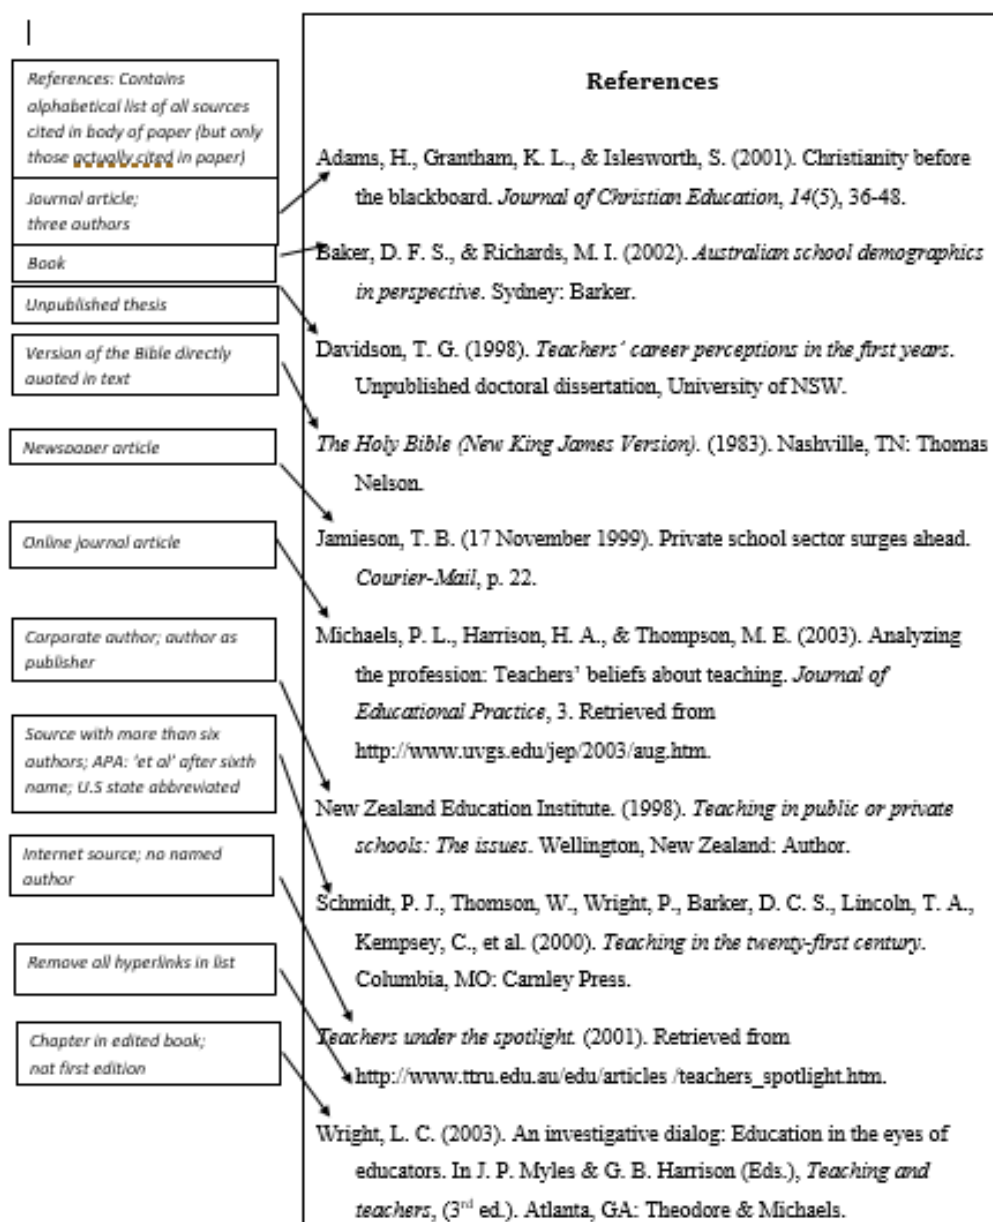 References: Contains
alphabetical list of all sources
cited in body of paper (but only
those actually cited in paper)
Journal article;
three authors
Book
Unpublished thesis
Version of the Bible directly
quoted in text
Newspaper article
Online journal article
Corporate author; author as
publisher
Source with more than six
authors; APA: ‘et al’ after sixth
name; U.S state abbreviated
Internet source; no named
author
Remove all hyperlinks in list
Chapter in edited book;
not first edition
References
Adams, H., Grantham, K. L., & Islesworth, S. (2001). Christianity before
the blackboard. Journal of Christian Education, 14(5), 36-48.
Baker, D. F. S., & Richards, M. I. (2002). Australian school demographics
in perspective. Sydney: Barker.
Davidson, T. G. (1998). Teachers´ career perceptions in the first years.
Unpublished doctoral dissertation, University of NSW.
The Holy Bible (New King James Version). (1983). Nashville, TN: Thomas
Nelson.
Jamieson, T. B. (17 November 1999). Private school sector surges ahead.
Courier-Mail, p. 22.
Michaels, P. L., Harrison, H. A., & Thompson, M. E. (2003). Analyzing
the profession: Teachers’ beliefs about teaching. Journal of
Educational Practice, 3. Retrieved from
http://www.uvgs.edu/jep/2003/aug.htm.
New Zealand Education Institute. (1998). Teaching in public or private
schools: The issues. Wellington, New Zealand: Author.
Schmidt, P. J., Thomson, W., Wright, P., Barker, D. C. S., Lincoln, T. A.,
Kempsey, C., et al. (2000). Teaching in the twenty-first century.
Columbia, MO: Carnley Press.
Teachers under the spotlight. (2001). Retrieved from
http://www.ttru.edu.au/edu/articles /teachers_spotlight.htm.
Wright, L. C. (2003). An investigative dialog: Education in the eyes of
educators. In J. P. Myles & G. B. Harrison (Eds.), Teaching and
teachers, (3rd ed.). Atlanta, GA: Theodore & Michaels.